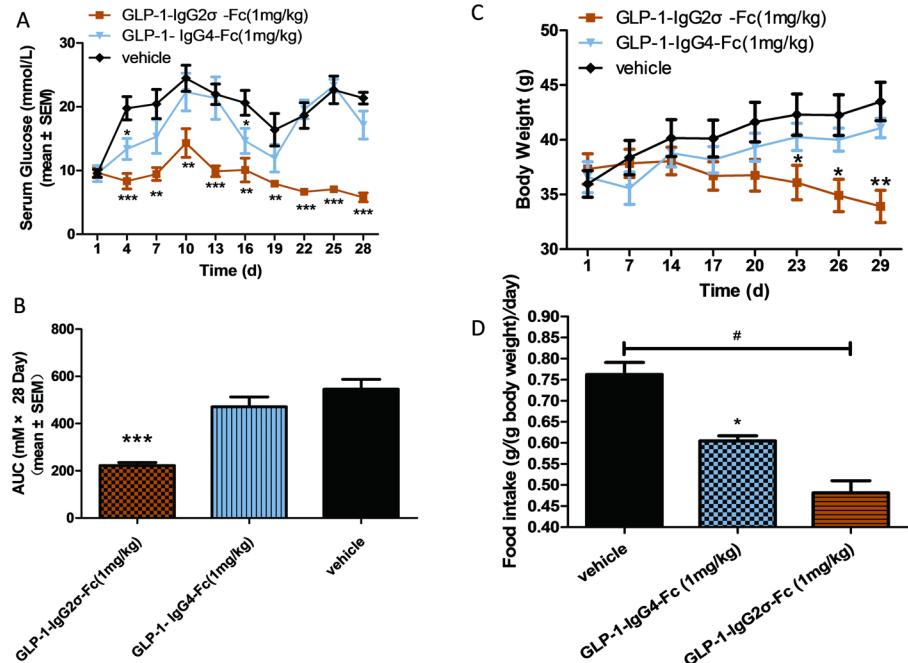 A
GLP-1-IgG2σ -Fc(1mg/kg)
GLP-1- IgG4-Fc(1mg/kg)
vehicle
Serum Glucose (mmol/L)
(mean ± SEM)
30
20
10
0
*
*
***
**
**
***
**
**
***
***
***
1 4 7 10 13 16 19 22 25 28
Time (d)
B
AUC (mM × 28 Day)
(mean ± SEM)
800
600
400
200
0
***
GLP-1-IgG2σ-Fc(1mg/kg)
GLP-1- IgG4-Fc(1mg/kg)
vehicle
C
GLP-1-IgG2σ -Fc(1mg/kg)
GLP-1-IgG4-Fc(1mg/kg)
vehicle
Body Weight (g)
45
40
35
30
*
*
**
1 7 14 17 20 23 26 29
Time (d)
D
Food intake (g/(g body weight)/day)
0.90
0.85
0.80
0.75
0.70
0.65
0.60
0.55
0.50
0.45
0.40
#
*
vehicle
GLP-1-IgG4-Fc (1mg/kg)
GLP-1-IgG2σ-Fc (1mg/kg)